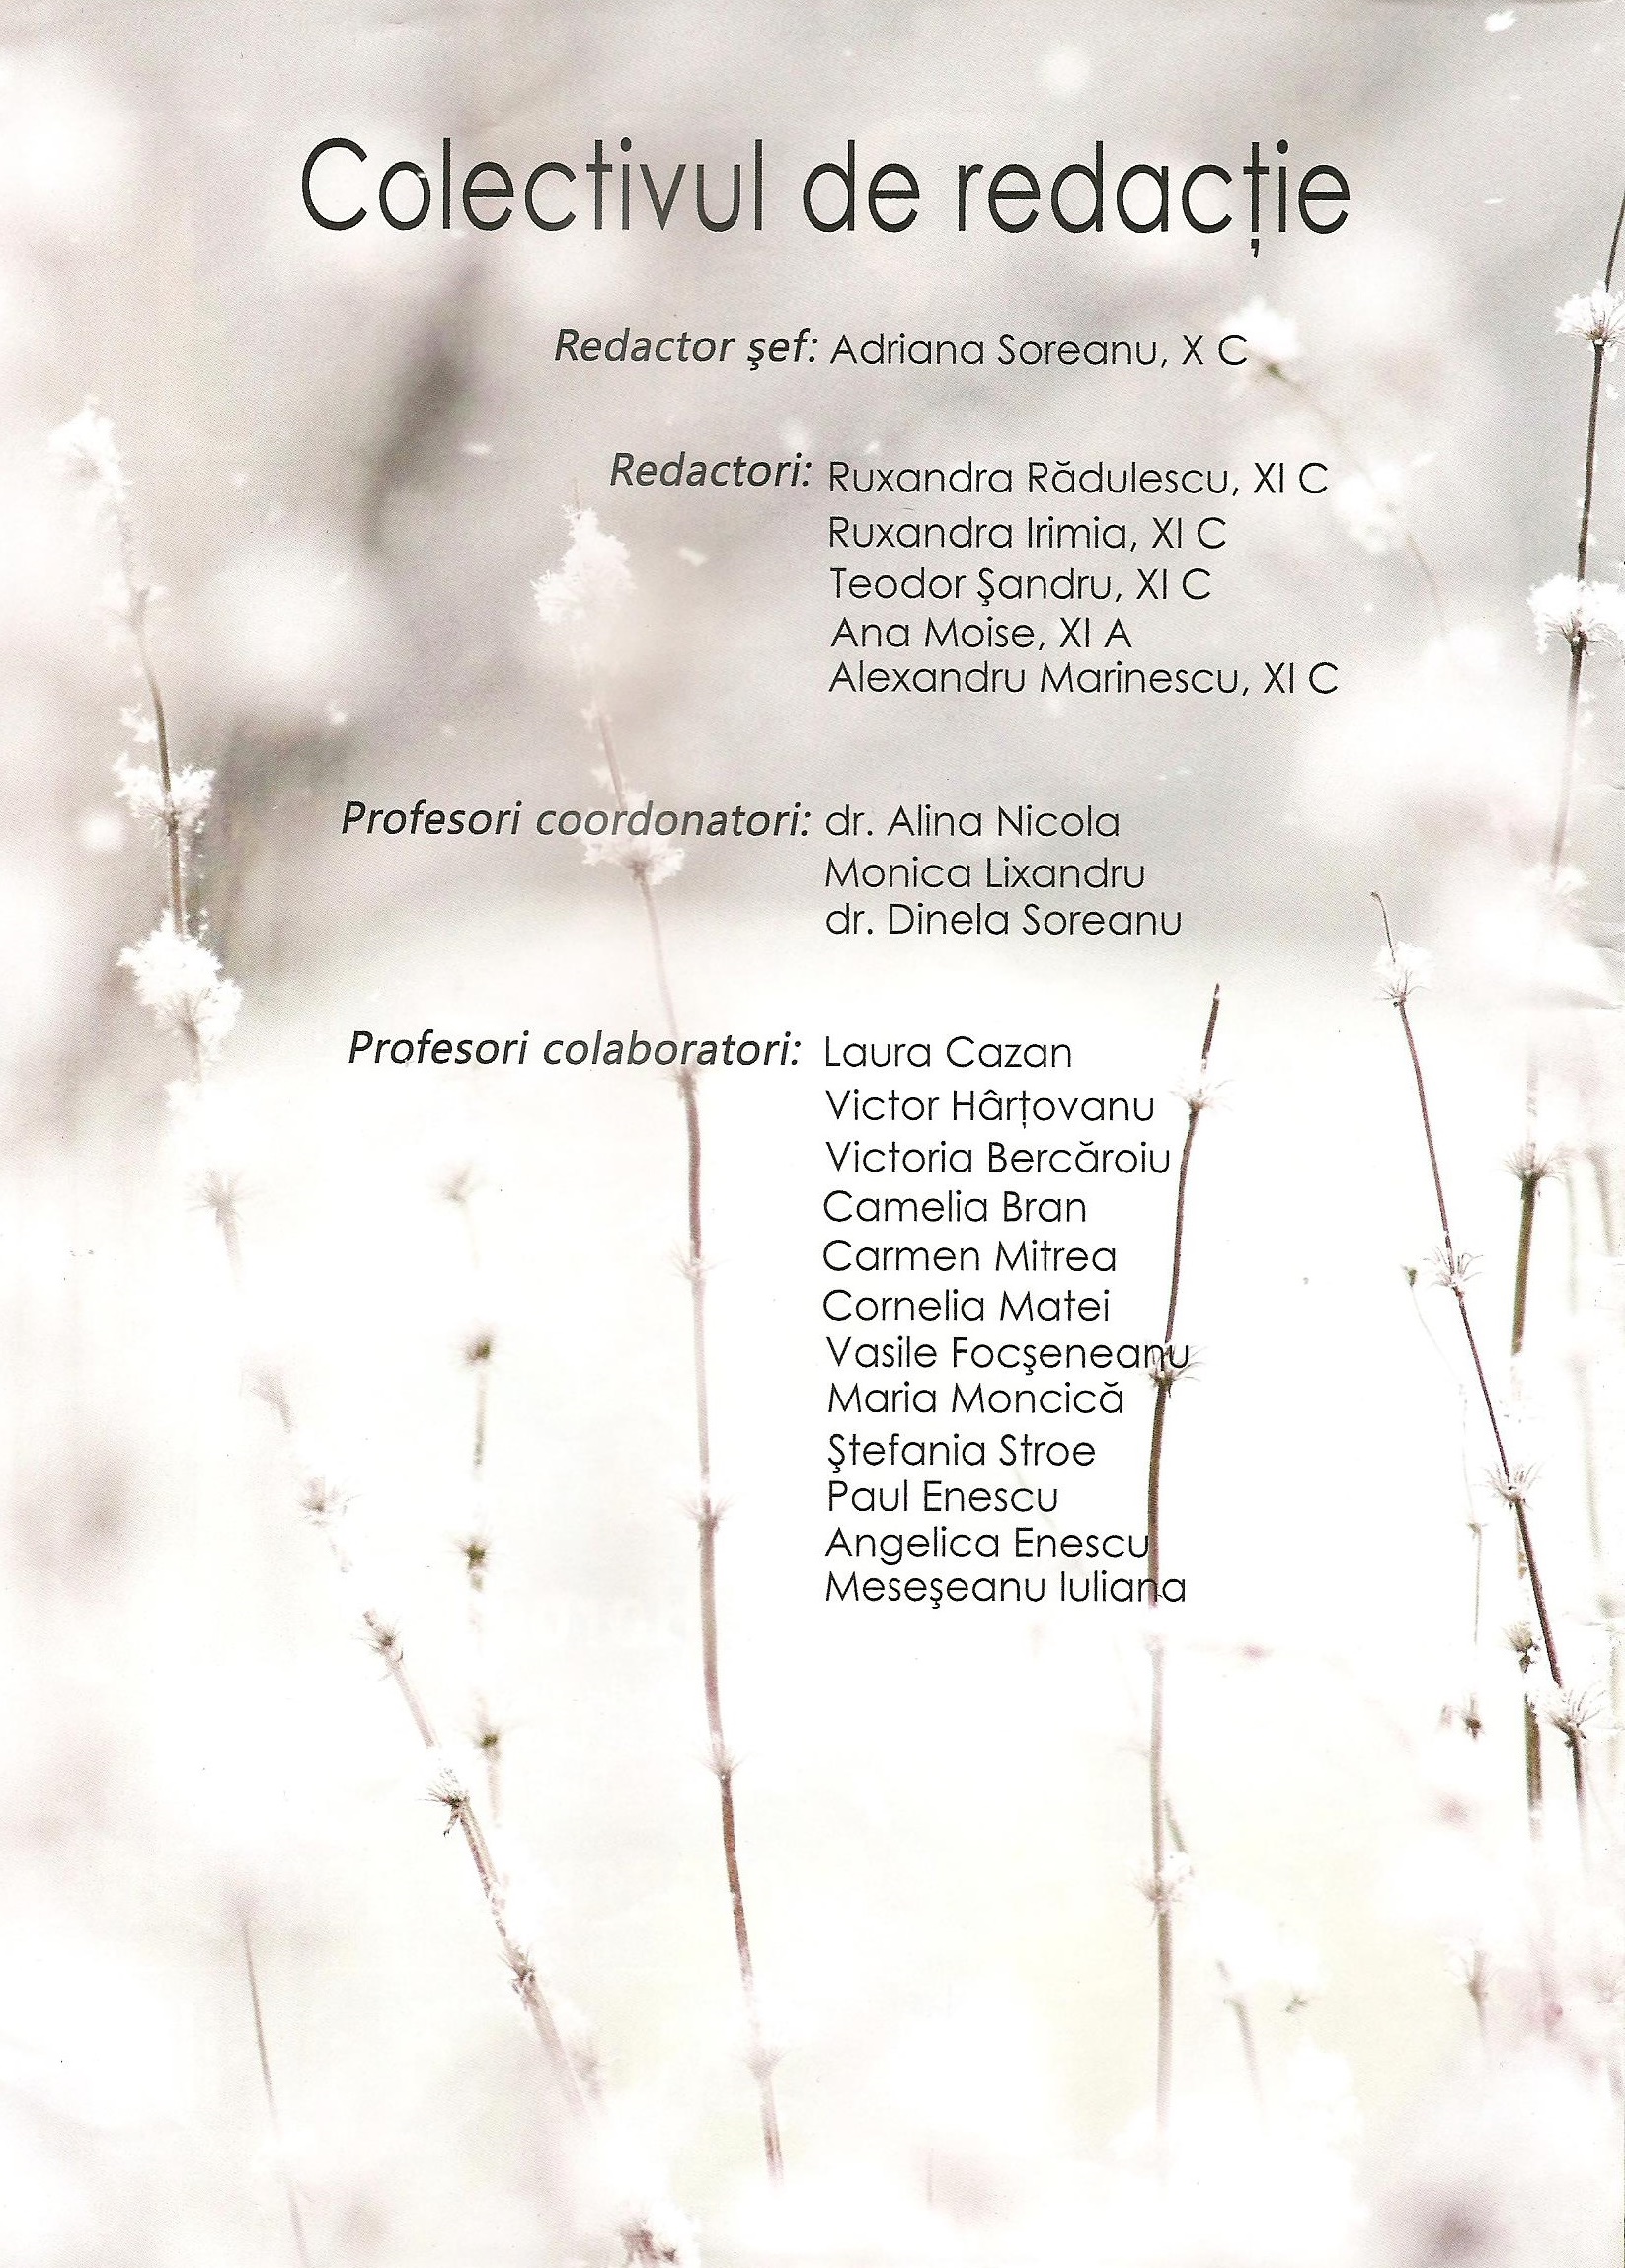 Colectivul de redacție
Redactor şef: Adriana Soreanu, X C
Redactori: Ruxandra Rădulescu, XI C
Ruxandra Irimia, XI C
Teodor Şandru, XI C
Ana Moise, XI A
Alexandru Marinescu, XI C
Profesori coordonatori: dr. Alina Nicola
Monica Lixandru
dr. Dinela Soreanu
Profesori colaboratori: Laura Cazan
Victor Hârțovanu
Victoria Bercăroiu
Camelia Bran
Carmen Mitrea
Cornelia Matei
Vasile Focşeneanu
Maria Moncică
Ştefania Stroe
Paul Enescu
Angelica Enescu
Meseşeanu Iuliana